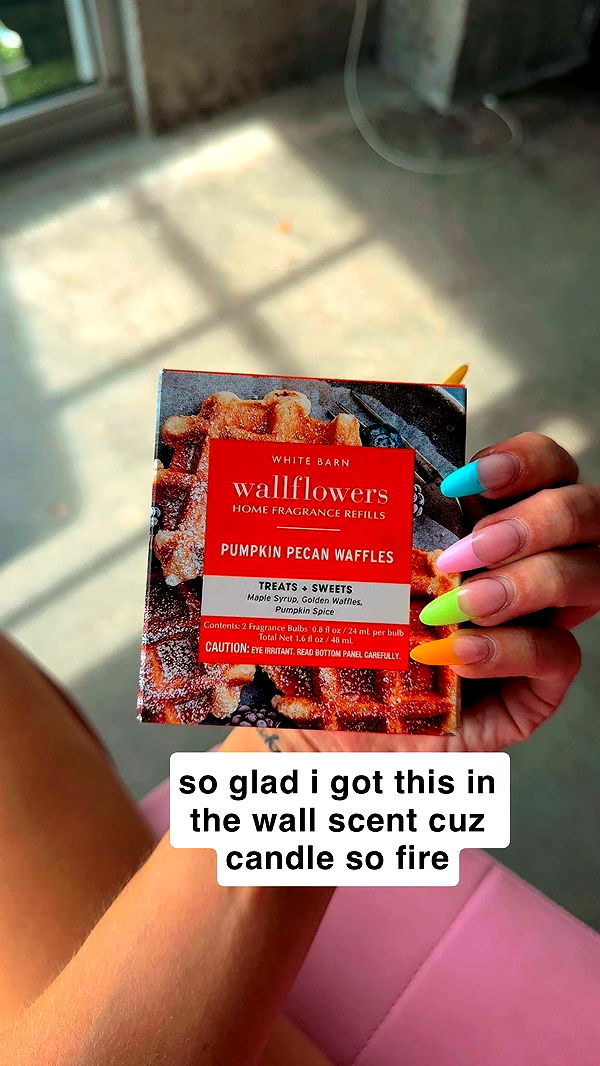 WHITE BARN
wallflowers
HOME FRAGRANCE REFILLS
PUMPKIN PECAN WAFFLES
TREATS + SWEETS
Maple Syrup, Golden Waffles,
Pumpkin Spice
Contents: 2 Fragrance Bulbs 0.8 fl oz / 24 mL per bulb
Total Net 1.6 fl oz / 48 mL
CAUTION: EYE IRRITANT. READ BOTTOM PANEL CAREFULLY.
so glad i got this in
the wall scent cuz
candle so fire